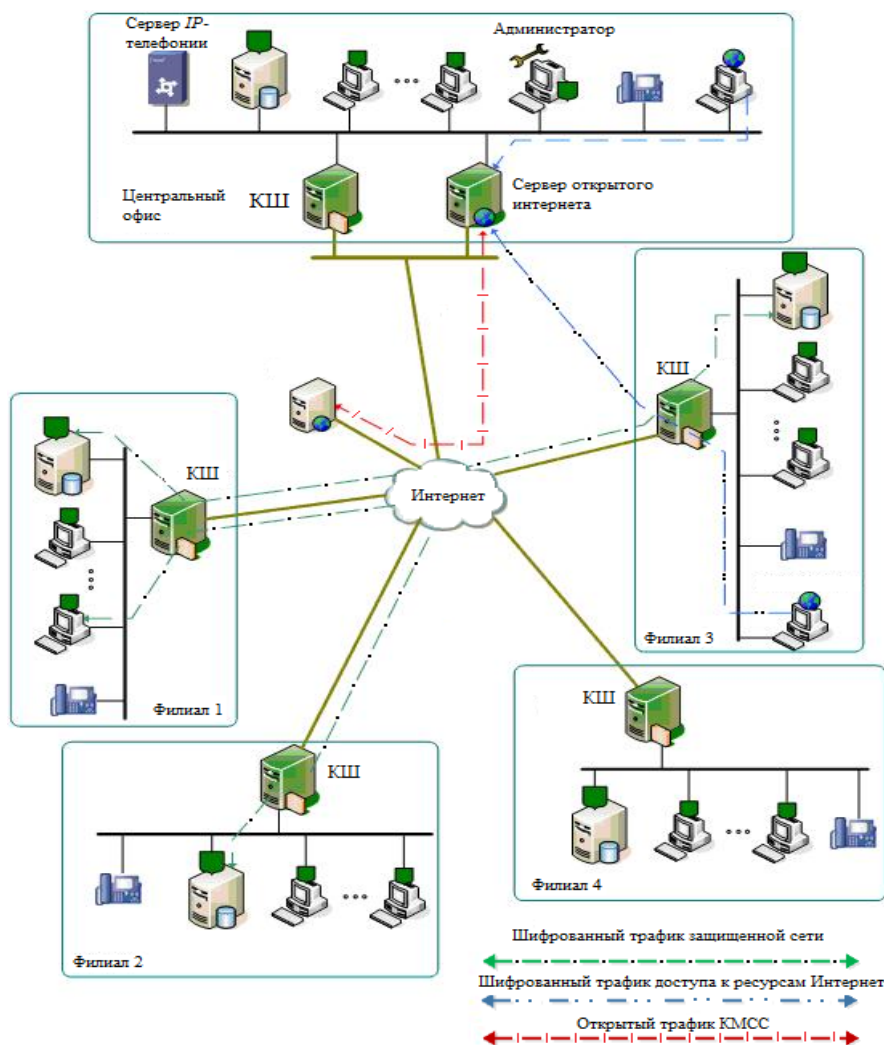 Сервер IP-
телефонии
Администратор
Центральный
офис
КШ
Сервер открытого
интернета
КШ
КШ
Интернет
Филиал 3
Филиал 1
КШ
КШ
Филиал 4
Филиал 2
Шифрованный трафик защищенной сети
Шифрованный трафик доступа к ресурсам Интернет
Открытый трафик КМСС